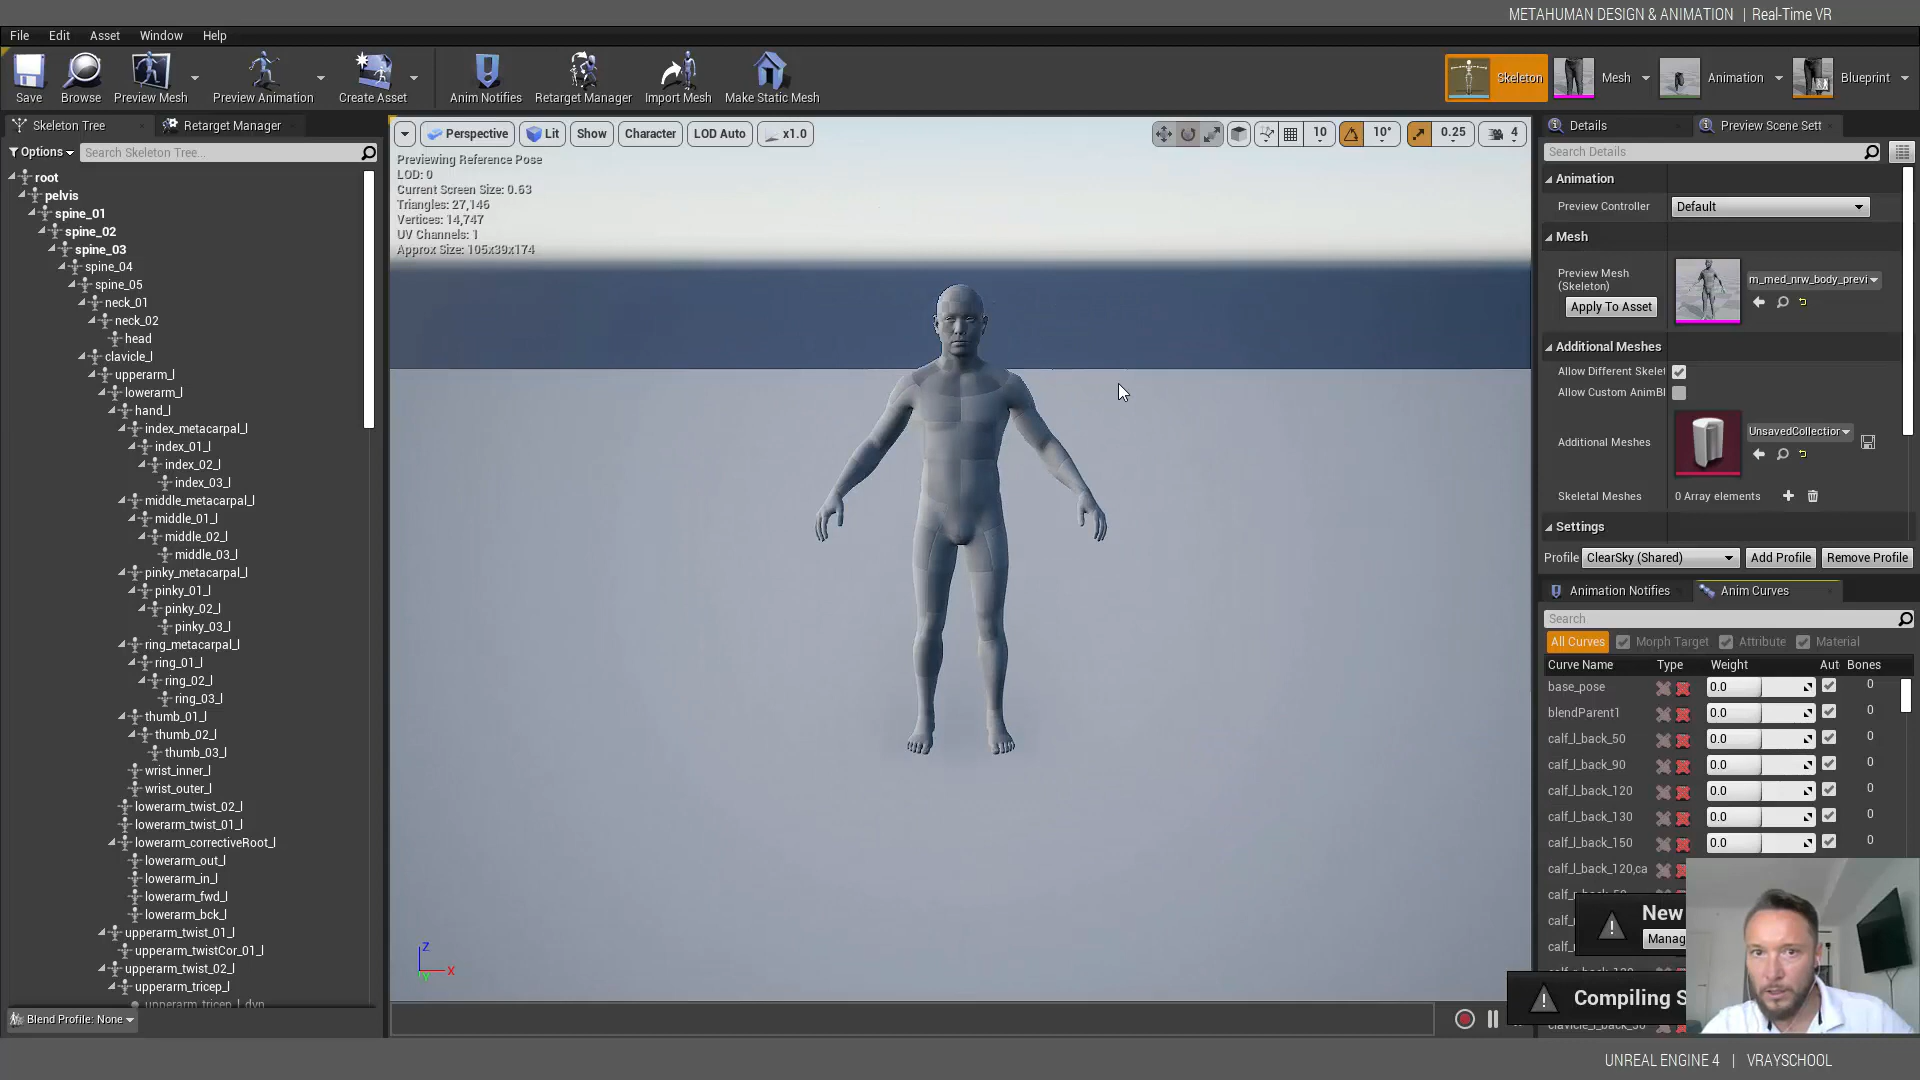 METAHUMAN DESIGN & ANIMATION | Real-Time VR
File Edit Asset Window Help
Save Browse Preview Mesh Preview Animation Create Asset Anim Notifies Retarget Manager Import Mesh Make Static Mesh Skeleton Mesh Animation Blueprint
Skeleton Tree Retarget Manager
Options Search Skeleton Tree...
root
pelvis
spine_01
spine_02
spine_03
spine_04
spine_05
neck_01
neck_02
head
clavicle_l
upperarm_l
lowerarm_l
hand_l
index_metacarpal_l
index_01_l
index_02_l
index_03_l
middle_metacarpal_l
middle_01_l
middle_02_l
middle_03_l
pinky_metacarpal_l
pinky_01_l
pinky_02_l
pinky_03_l
ring_metacarpal_l
ring_01_l
ring_02_l
ring_03_l
thumb_01_l
thumb_02_l
thumb_03_l
wrist_inner_l
wrist_outer_l
lowerarm_twist_02_l
lowerarm_twist_01_l
lowerarm_correctiveRoot_l
lowerarm_out_l
lowerarm_in_l
lowerarm_fwd_l
lowerarm_bck_l
upperarm_twist_01_l
upperarm_twistCor_01_l
upperarm_twist_02_l
upperarm_tricep_l
upperarm_tricep_l_dyn
Blend Profile: None
Perspective Lit Show Character LOD Auto x1.0 10 10° 0.25 4
Previewing Reference Pose
LOD: 0
Current Screen Size: 0.63
Triangles: 27,146
Vertices: 14,747
UV Channels: 1
Approx Size: 105x39x174
Z
X
Y
Details Preview Scene Sett
Search Details
Animation
Preview Controller Default
Mesh
Preview Mesh
(Skeleton)
m_med_nrw_body_previ
Apply To Asset
Additional Meshes
Allow Different Skelet
Allow Custom AnimBl
Additional Meshes UnsavedCollection
Skeletal Meshes 0 Array elements
Settings
Profile ClearSky (Shared) Add Profile Remove Profile
Animation Notifies Anim Curves
Search
All Curves Morph Target Attribute Material
Curve Name Type Weight Aut Bones
base_pose 0.0 0
blendParent1 0.0 0
calf_l_back_50 0.0 0
calf_l_back_90 0.0 0
calf_l_back_120 0.0 0
calf_l_back_130 0.0 0
calf_l_back_150 0.0 0
calf_l_back_120,ca
New
Manag
Compiling S
UNREAL ENGINE 4 | VRAYSCHOOL